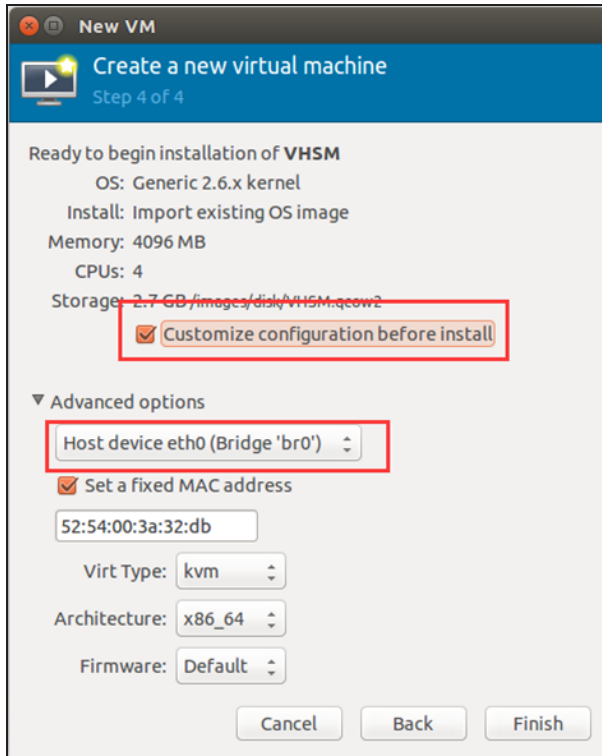 New VM
Create a new virtual machine
Step 4 of 4
Ready to begin installation of VHSM
OS: Generic 2.6.x kernel
Install: Import existing OS image
Memory: 4096 MB
CPUs: 4
Storage: 2.7 GB /images/disk/VHSM.qcow2
Customize configuration before install
Advanced options
Host device eth0 (Bridge 'br0')
Set a fixed MAC address
52:54:00:3a:32:db
Virt Type: kvm
Architecture: x86_64
Firmware: Default
Cancel Back Finish